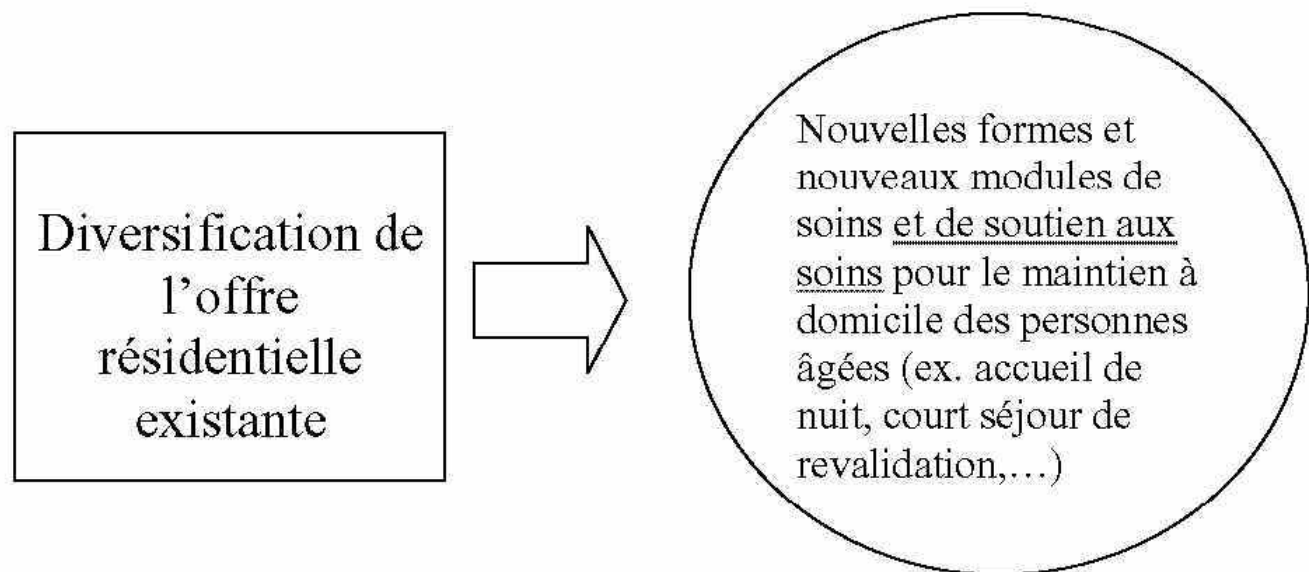 Diversification de
l’offre
résidentielle
existante
Nouvelles formes et
nouveaux modules de
soins et de soutien aux
soins pour le maintien à
domicile des personnes
âgées (ex. accueil de
nuit, court séjour de
revalidation,…)